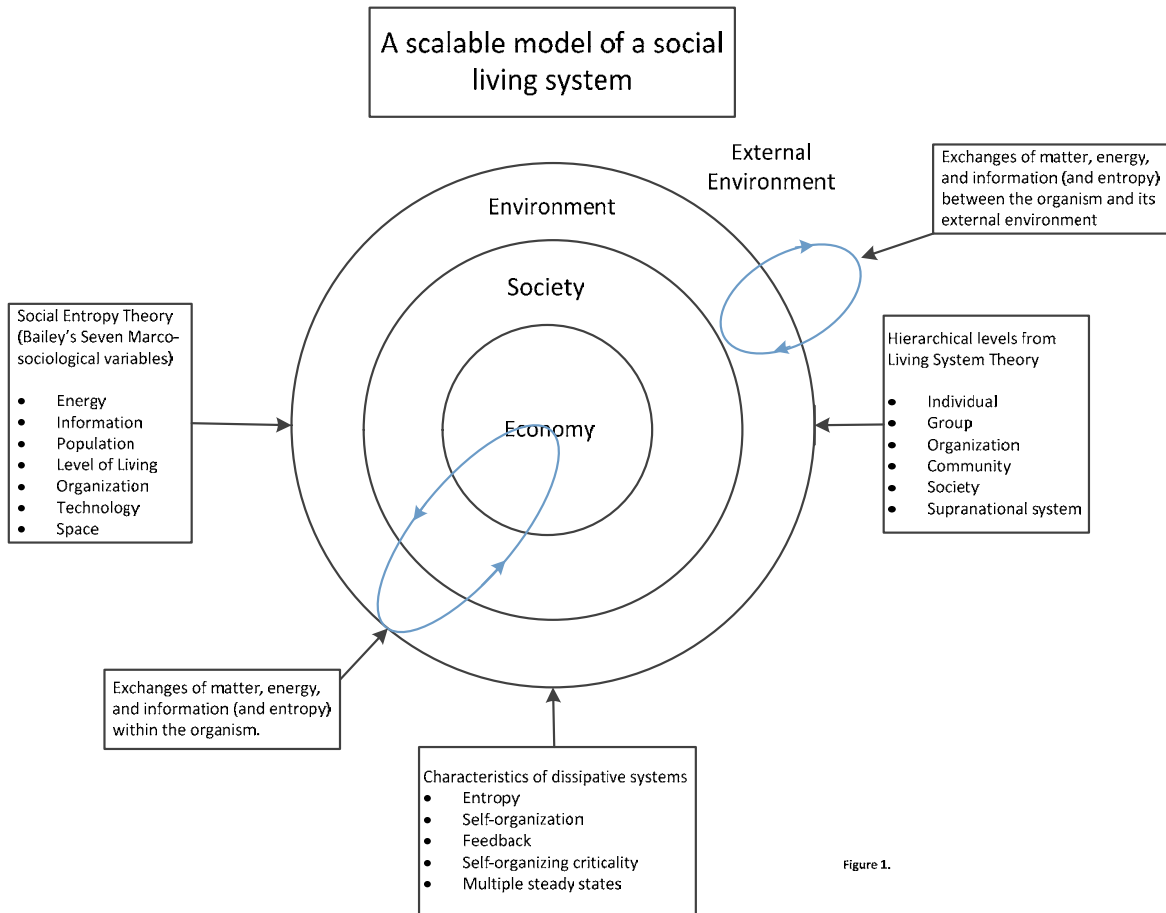 A scalable model of a social
living system
External
Environment
Exchanges of matter, energy,
and information (and entropy)
between the organism and its
external environment
Environment
Society
Economy
Social Entropy Theory
(Bailey's Seven Marco-
sociological variables)
• Energy
• Information
• Population
• Level of Living
• Organization
• Technology
• Space
Hierarchical levels from
Living System Theory
• Individual
• Group
• Organization
• Community
• Society
• Supranational system
Exchanges of matter, energy,
and information (and entropy)
within the organism.
Characteristics of dissipative systems
• Entropy
• Self-organization
• Feedback
• Self-organizing criticality
• Multiple steady states
Figure 1.